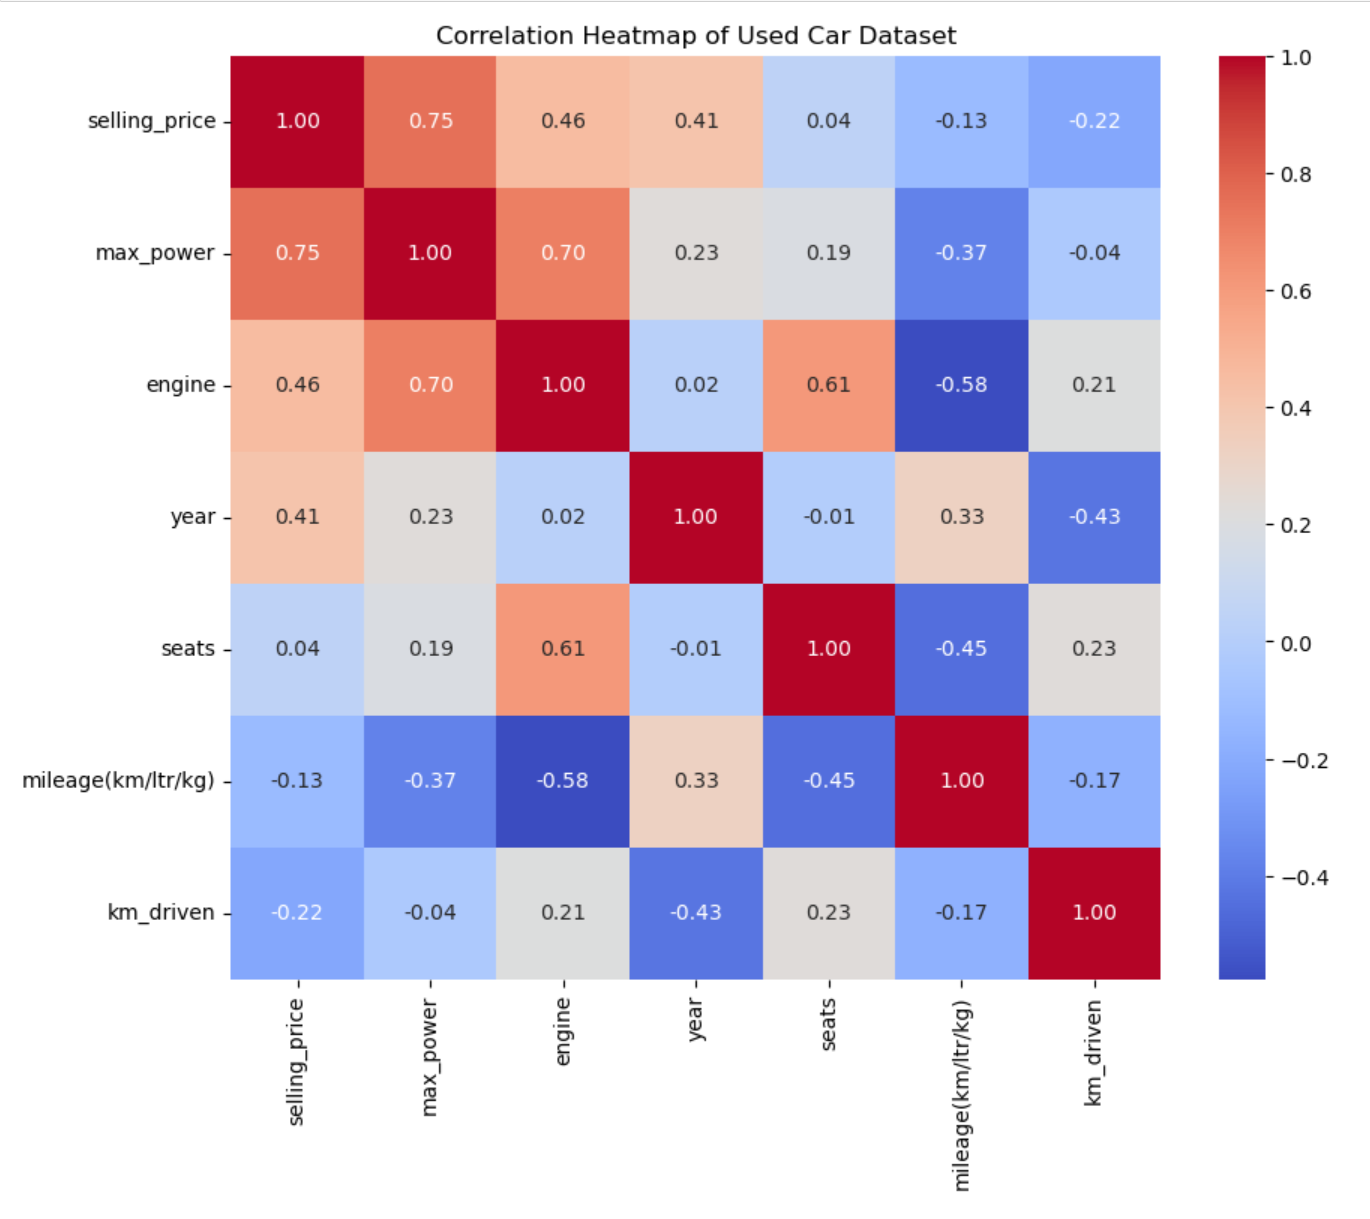 Correlation Heatmap of Used Car Dataset
selling_price 1.00 0.75 0.46 0.41 0.04 -0.13 -0.22
max_power 0.75 1.00 0.70 0.23 0.19 -0.37 -0.04
engine 0.46 0.70 1.00 0.02 0.61 -0.58 0.21
year 0.41 0.23 0.02 1.00 -0.01 0.33 -0.43
seats 0.04 0.19 0.61 -0.01 1.00 -0.45 0.23
mileage(km/ltr/kg) -0.13 -0.37 -0.58 0.33 -0.45 1.00 -0.17
km_driven -0.22 -0.04 0.21 -0.43 0.23 -0.17 1.00
selling_price
max_power
engine
year
seats
mileage(km/ltr/kg)
km_driven
1.0
0.8
0.6
0.4
0.2
0.0
−0.2
−0.4